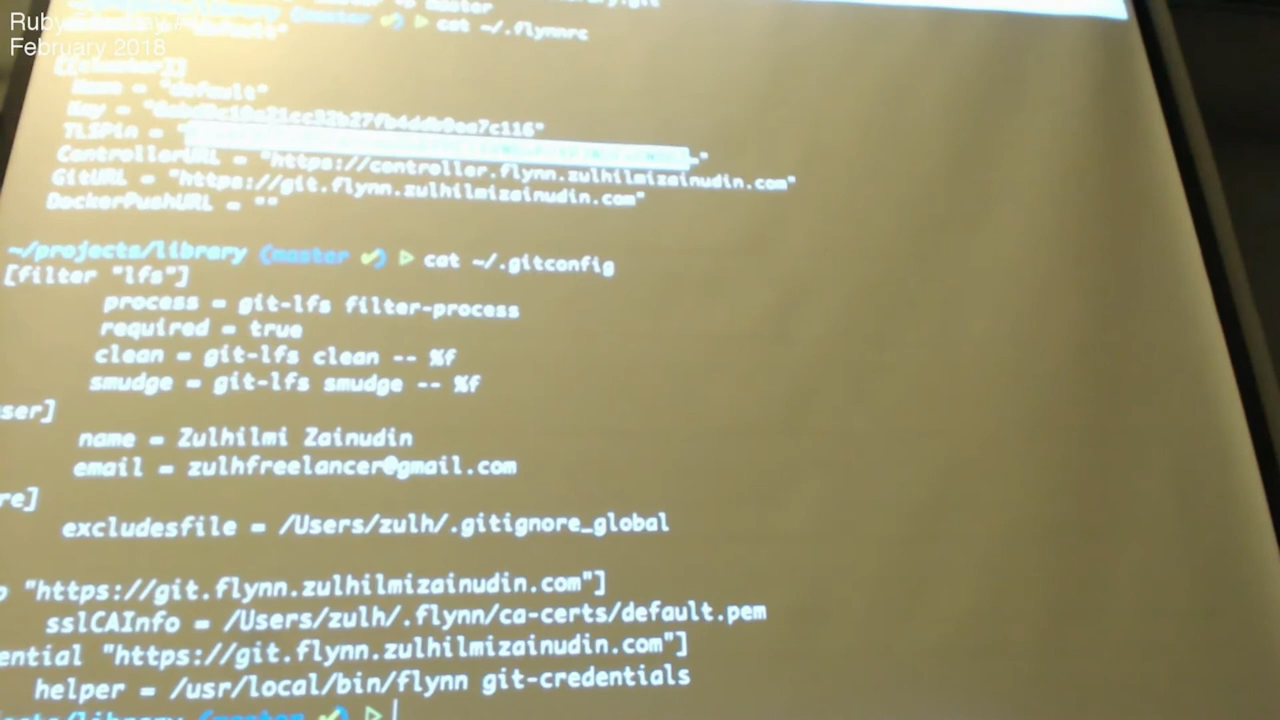 February 2018
master
cat ~/.flynnrc
Name = "default"
Key =
TLSPin = "
ControllerURL = "https://controller.flynn.zulhilmizainudin.com"
GitURL = "https://git.flynn.zulhilmizainudin.com"
DockerPushURL = ""
~/projects/library (master ✔) ▷ cat ~/.gitconfig
[filter "lfs"]
process = git-lfs filter-process
required = true
clean = git-lfs clean -- %f
smudge = git-lfs smudge -- %f
ser]
name = Zulhilmi Zainudin
email = zulhfreelancer@gmail.com
re]
excludesfile = /Users/zulh/.gitignore_global
p "https://git.flynn.zulhilmizainudin.com"]
sslCAInfo = /Users/zulh/.flynn/ca-certs/default.pem
ential "https://git.flynn.zulhilmizainudin.com"]
helper = /usr/local/bin/flynn git-credentials